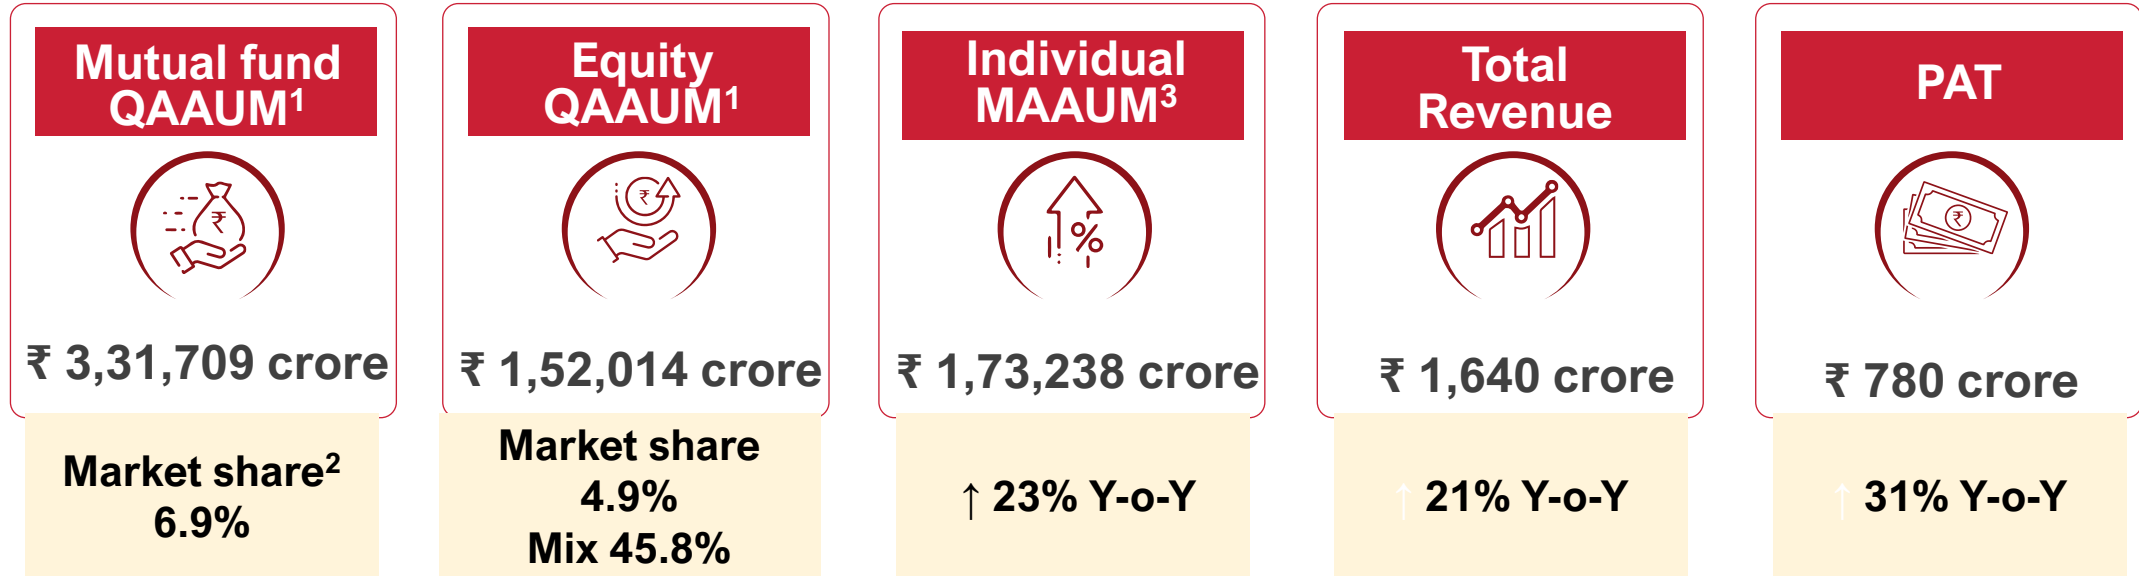 Mutual fund
QAAUM¹
₹
₹ 3,31,709 crore
Market share²
6.9%
Equity
QAAUM¹
₹
₹ 1,52,014 crore
Market share
4.9%
Mix 45.8%
Individual
MAAUM³
%
₹ 1,73,238 crore
↑ 23% Y-o-Y
Total
Revenue
₹ 1,640 crore
↑ 21% Y-o-Y
PAT
₹
₹ 780 crore
↑ 31% Y-o-Y